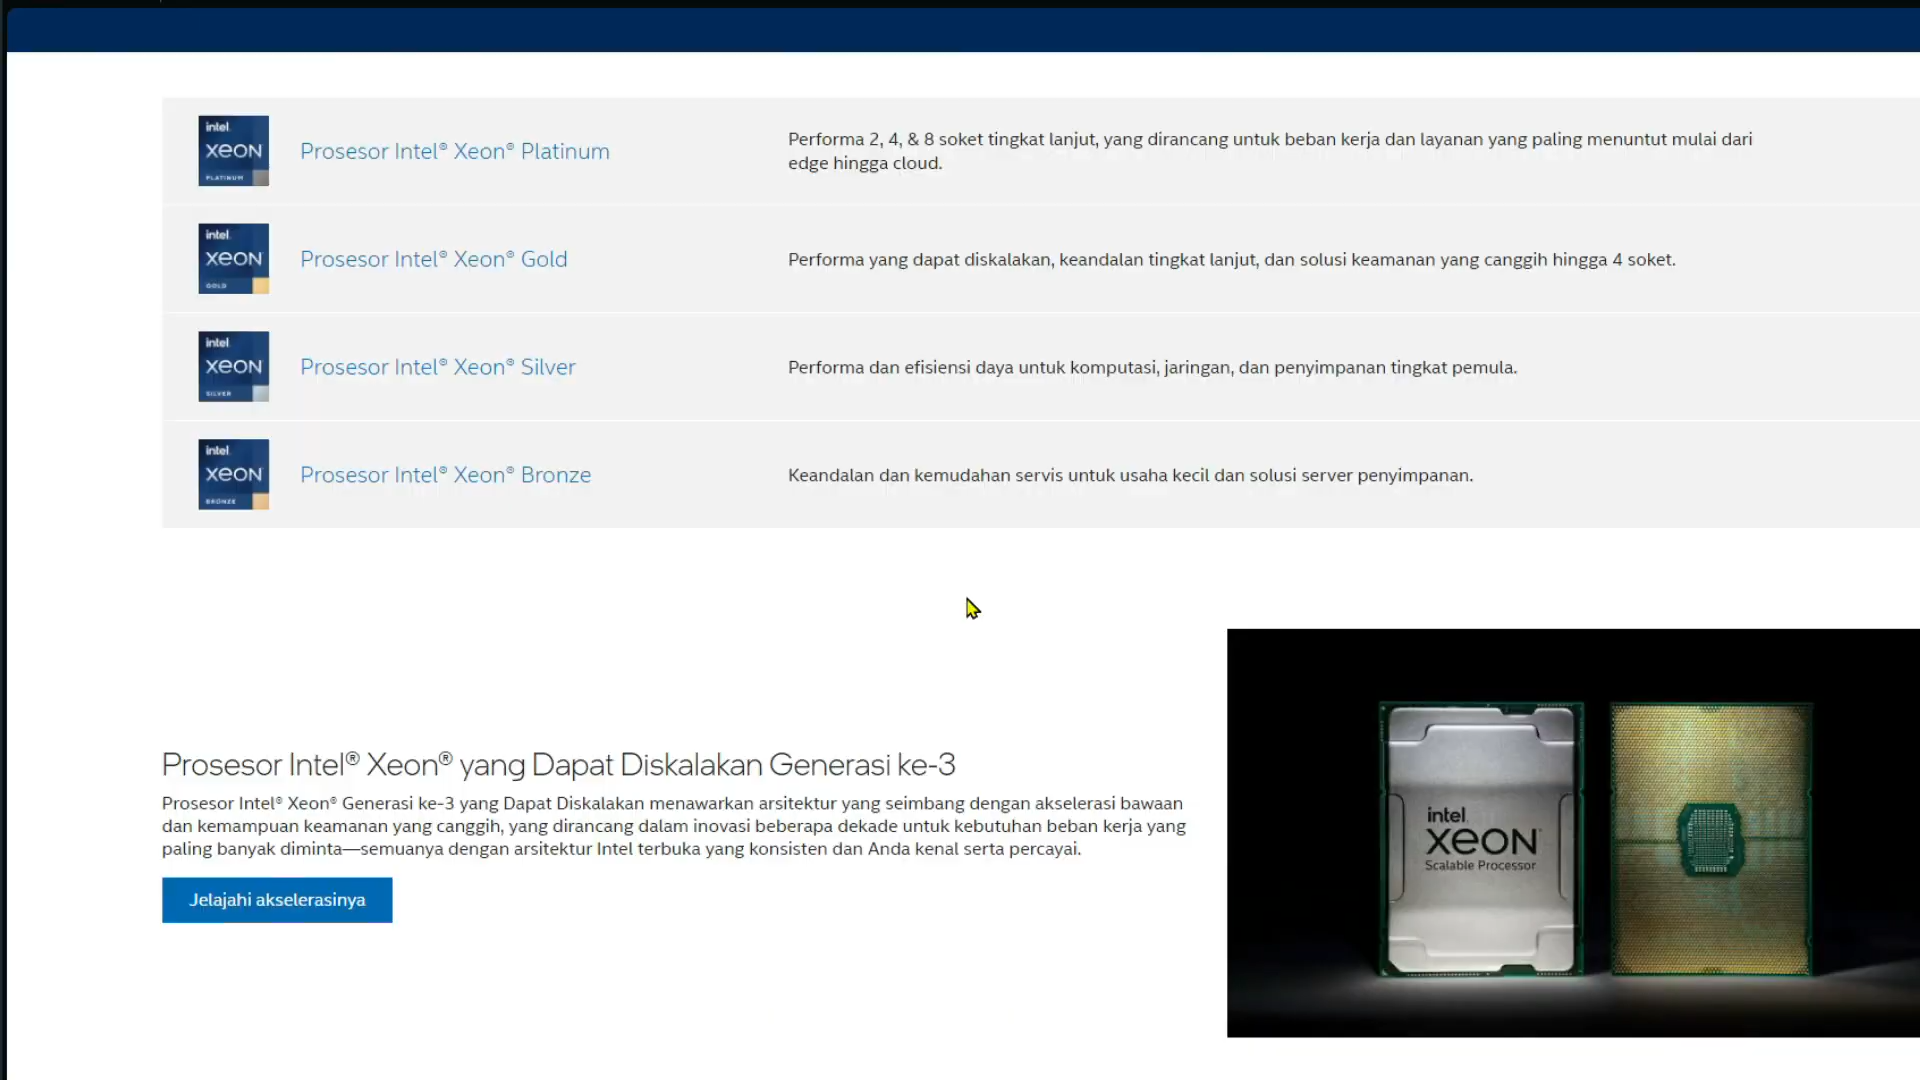 intel
xeon
PLATINUM
Prosesor Intel® Xeon® Platinum
Performa 2, 4, & 8 soket tingkat lanjut, yang dirancang untuk beban kerja dan layanan yang paling menuntut mulai dari
edge hingga cloud.
intel
xeon
GOLD
Prosesor Intel® Xeon® Gold
Performa yang dapat diskalakan, keandalan tingkat lanjut, dan solusi keamanan yang canggih hingga 4 soket.
intel
xeon
SILVER
Prosesor Intel® Xeon® Silver
Performa dan efisiensi daya untuk komputasi, jaringan, dan penyimpanan tingkat pemula.
intel
xeon
BRONZE
Prosesor Intel® Xeon® Bronze
Keandalan dan kemudahan servis untuk usaha kecil dan solusi server penyimpanan.
Prosesor Intel® Xeon® yang Dapat Diskalakan Generasi ke-3
Prosesor Intel® Xeon® Generasi ke-3 yang Dapat Diskalakan menawarkan arsitektur yang seimbang dengan akselerasi bawaan
dan kemampuan keamanan yang canggih, yang dirancang dalam inovasi beberapa dekade untuk kebutuhan beban kerja yang
paling banyak diminta—semuanya dengan arsitektur Intel terbuka yang konsisten dan Anda kenal serta percayai.
Jelajahi akselerasinya
intel
xeon
Scalable Processor